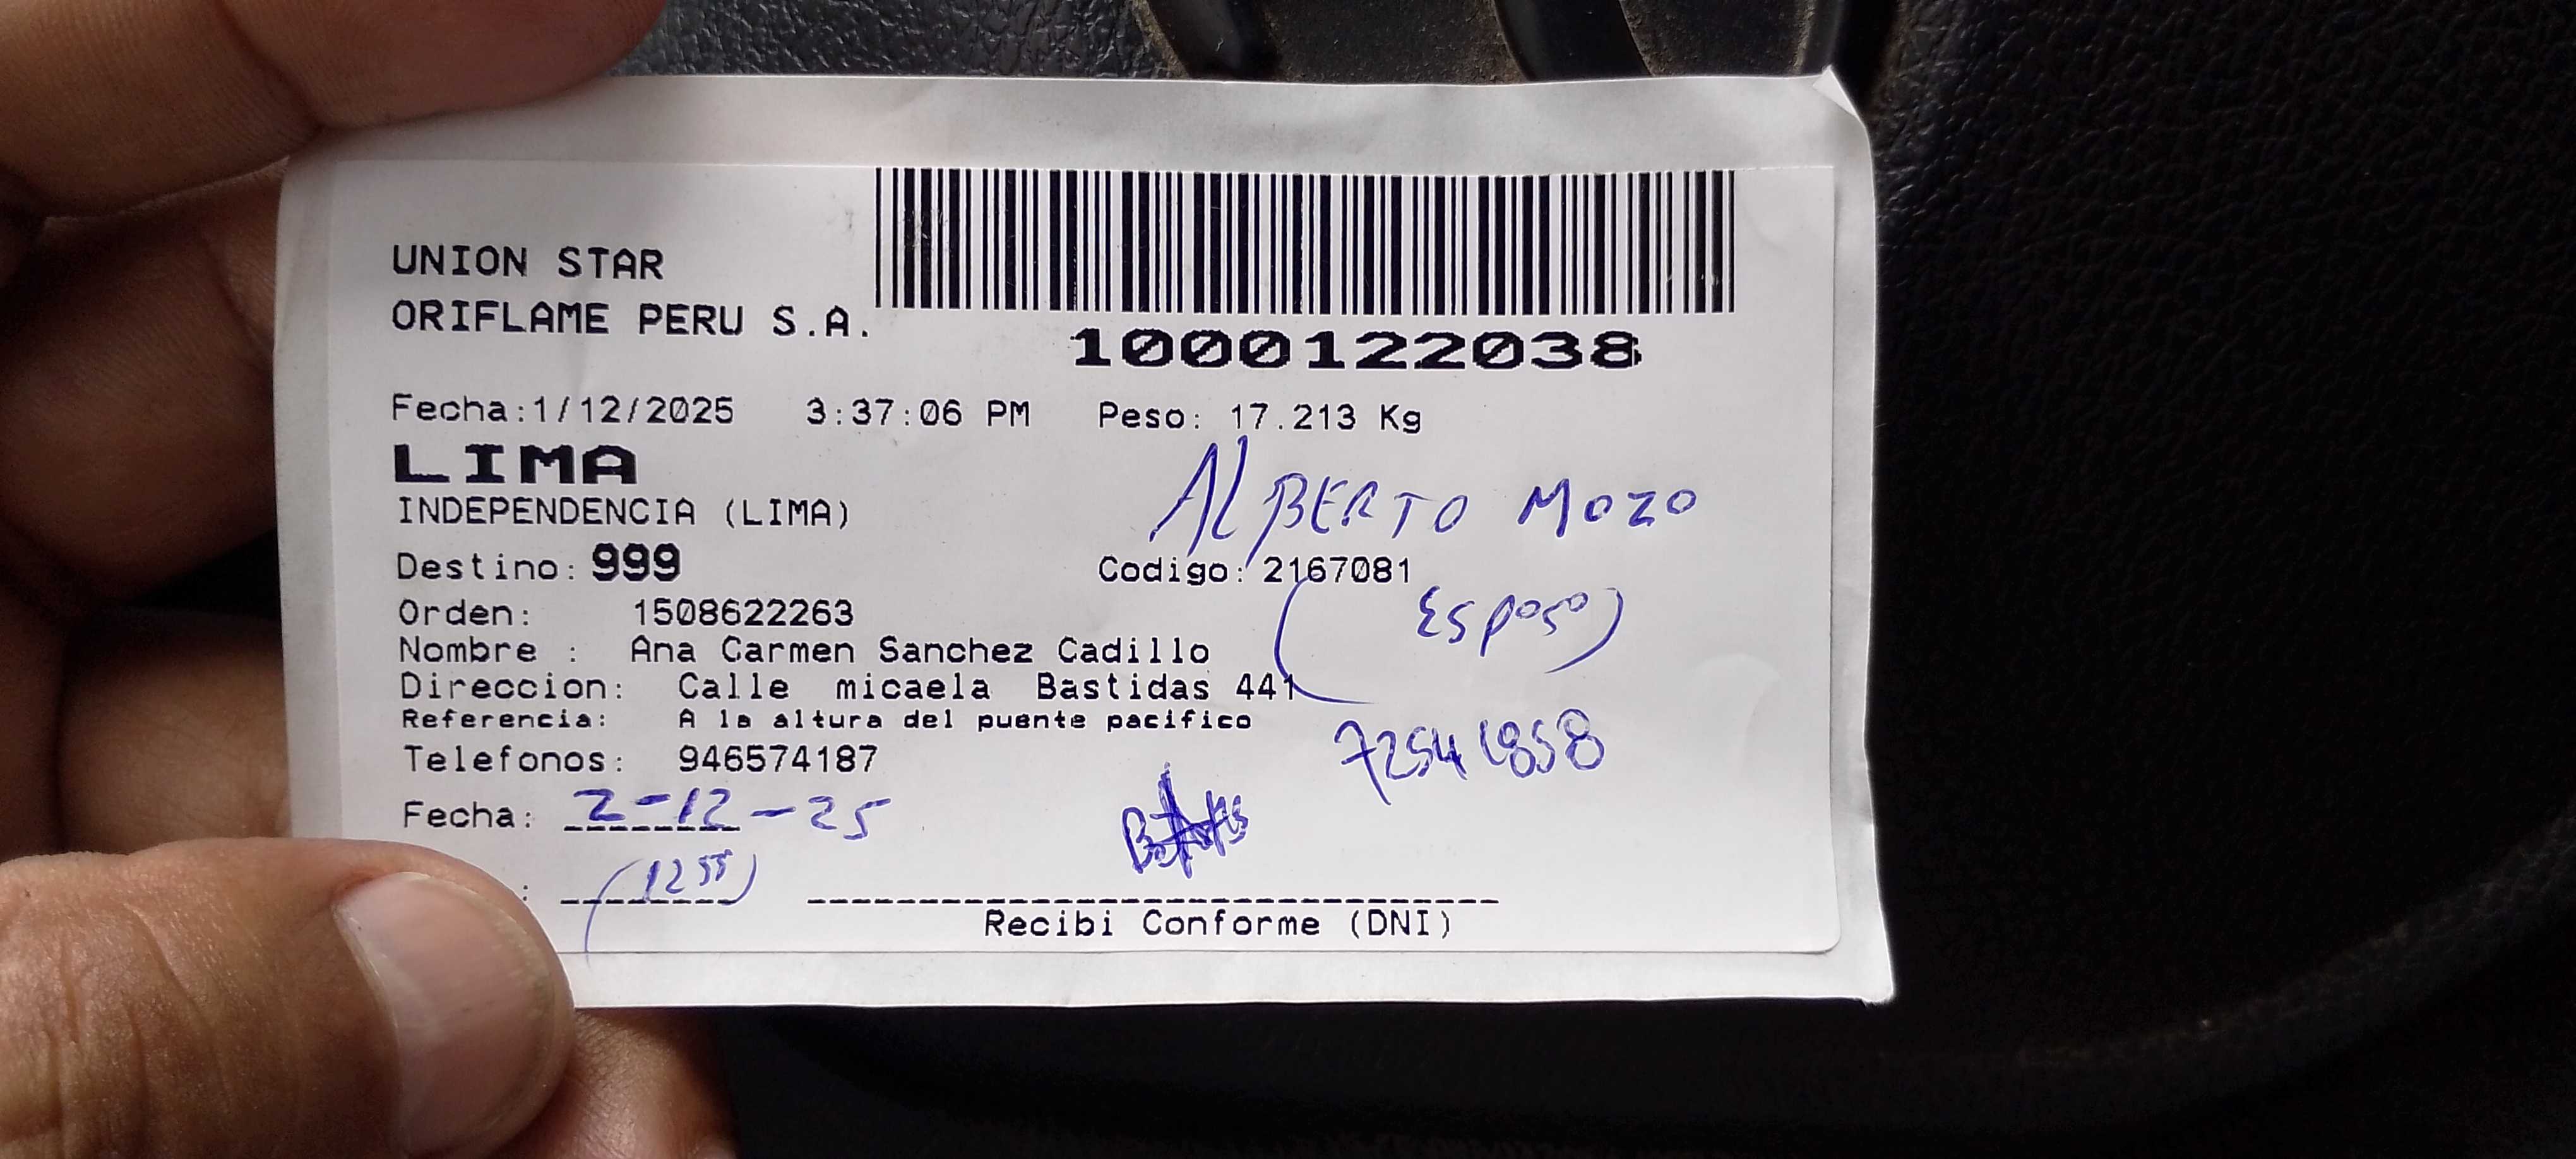 UNION STAR
ORIFLAME PERU S.A.
1000122038
Fecha:1/12/2025 3:37:06 PM Peso: 17.213 Kg
LIMA
INDEPENDENCIA (LIMA)
ALBERTO MOZO
Destino: 999 Codigo: 2167081
(Esposo)
Orden: 1508622263
Nombre : Ana Carmen Sanchez Cadillo
Direccion: Calle micaela Bastidas 441
Referencia: A la altura del puente pacifico
Telefonos: 946574187
72541858
Fecha: 2-12-25
: (12 55)
Recibi Conforme (DNI)